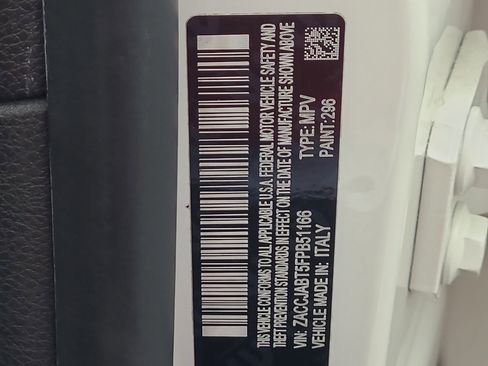 THIS VEHICLE CONFORMS TO ALL APPLICABLE U.S.A. FEDERAL MOTOR VEHICLE SAFETY AND
THEFT PREVENTION STANDARDS IN EFFECT ON THE DATE OF MANUFACTURE SHOWN ABOVE
VIN: ZACCJABT5FPB51166 TYPE: MPV
VEHICLE MADE IN: ITALY PAINT: 296